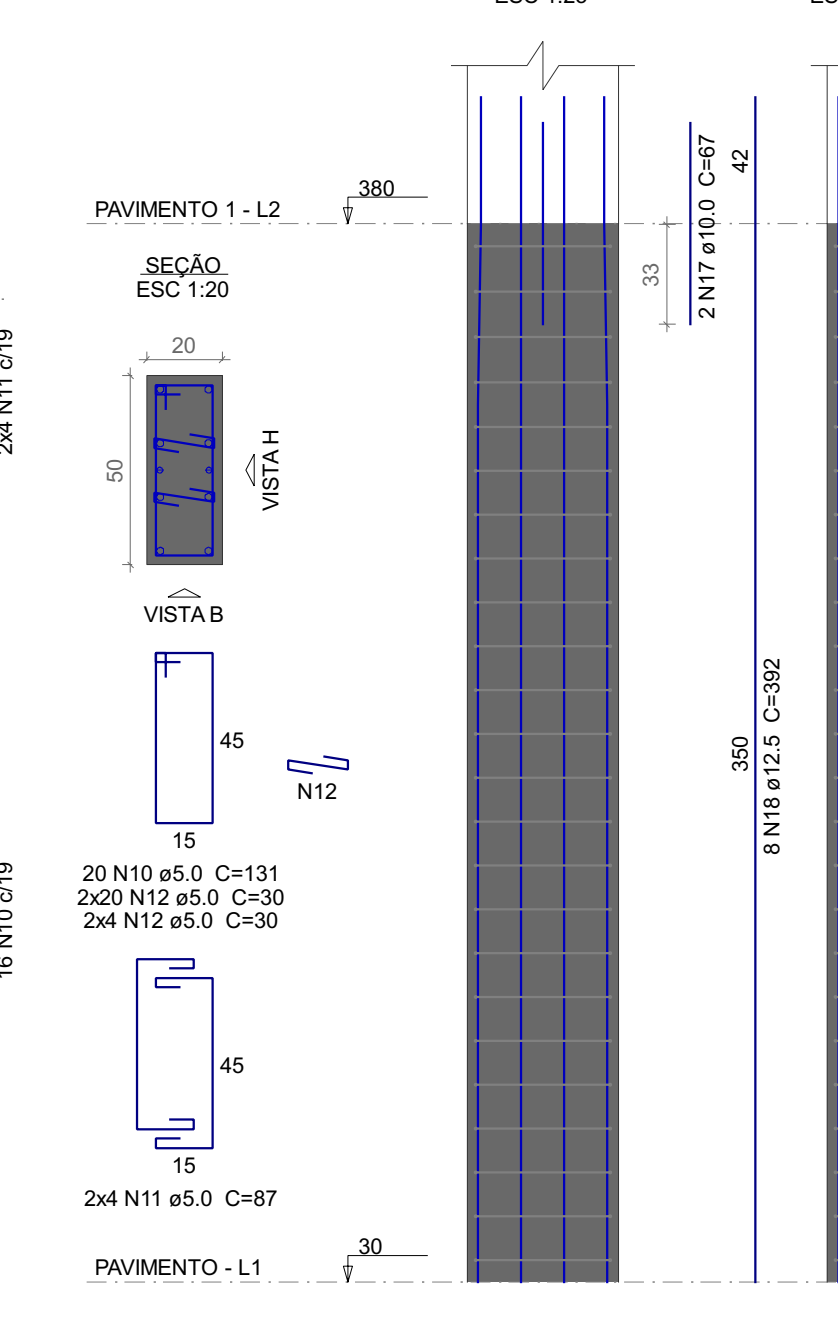 380
PAVIMENTO 1 - L2
SEÇÃO
ESC 1:20
20
50
VISTA H
VISTA B
45
15
N12
20 N10 ø5.0 C=131
2x20 N12 ø5.0 C=30
2x4 N12 ø5.0 C=30
45
15
2x4 N11 ø5.0 C=87
30
PAVIMENTO - L1
2x4 N11 c/19
16 N10 c/19
33
2 N17 ø10.0 C=67
42
350
8 N18 ø12.5 C=392